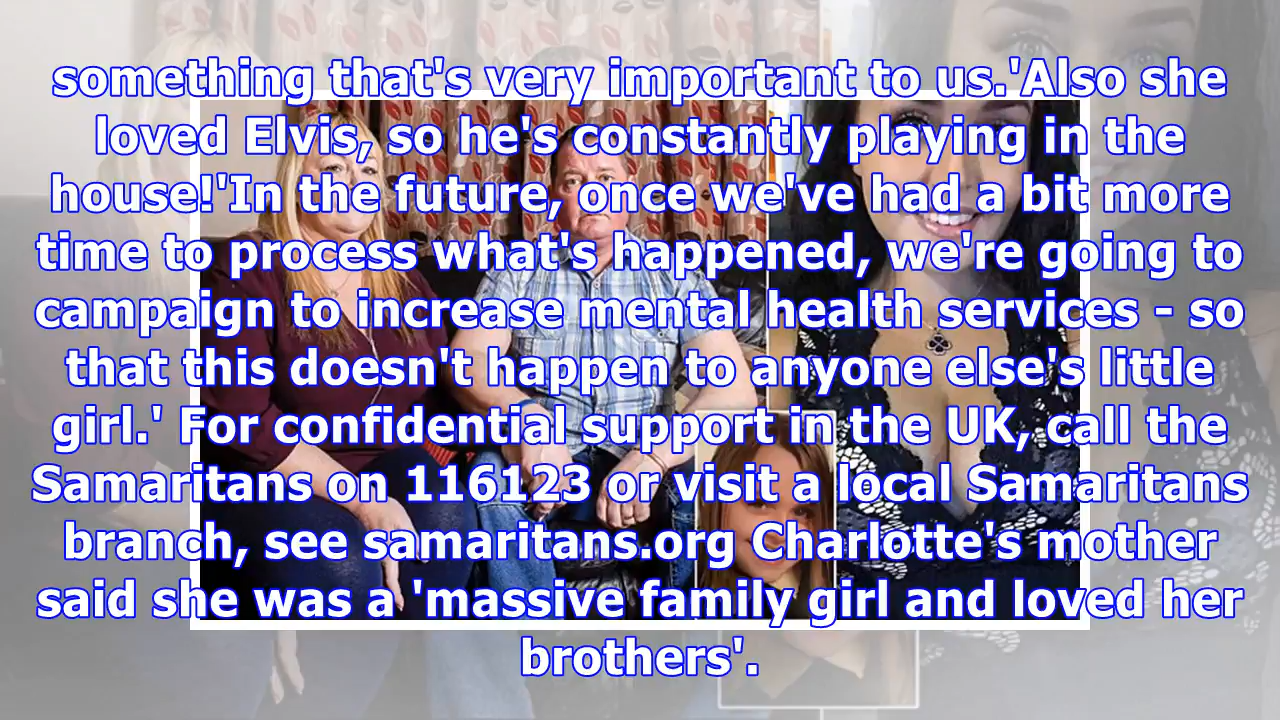 something that's very important to us.'Also she
loved Elvis, so he's constantly playing in the
house!'In the future, once we've had a bit more
time to process what's happened, we're going to
campaign to increase mental health services - so
that this doesn't happen to anyone else's little
girl.' For confidential support in the UK, call the
Samaritans on 116123 or visit a local Samaritans
branch, see samaritans.org Charlotte's mother
said she was a 'massive family girl and loved her
brothers'.